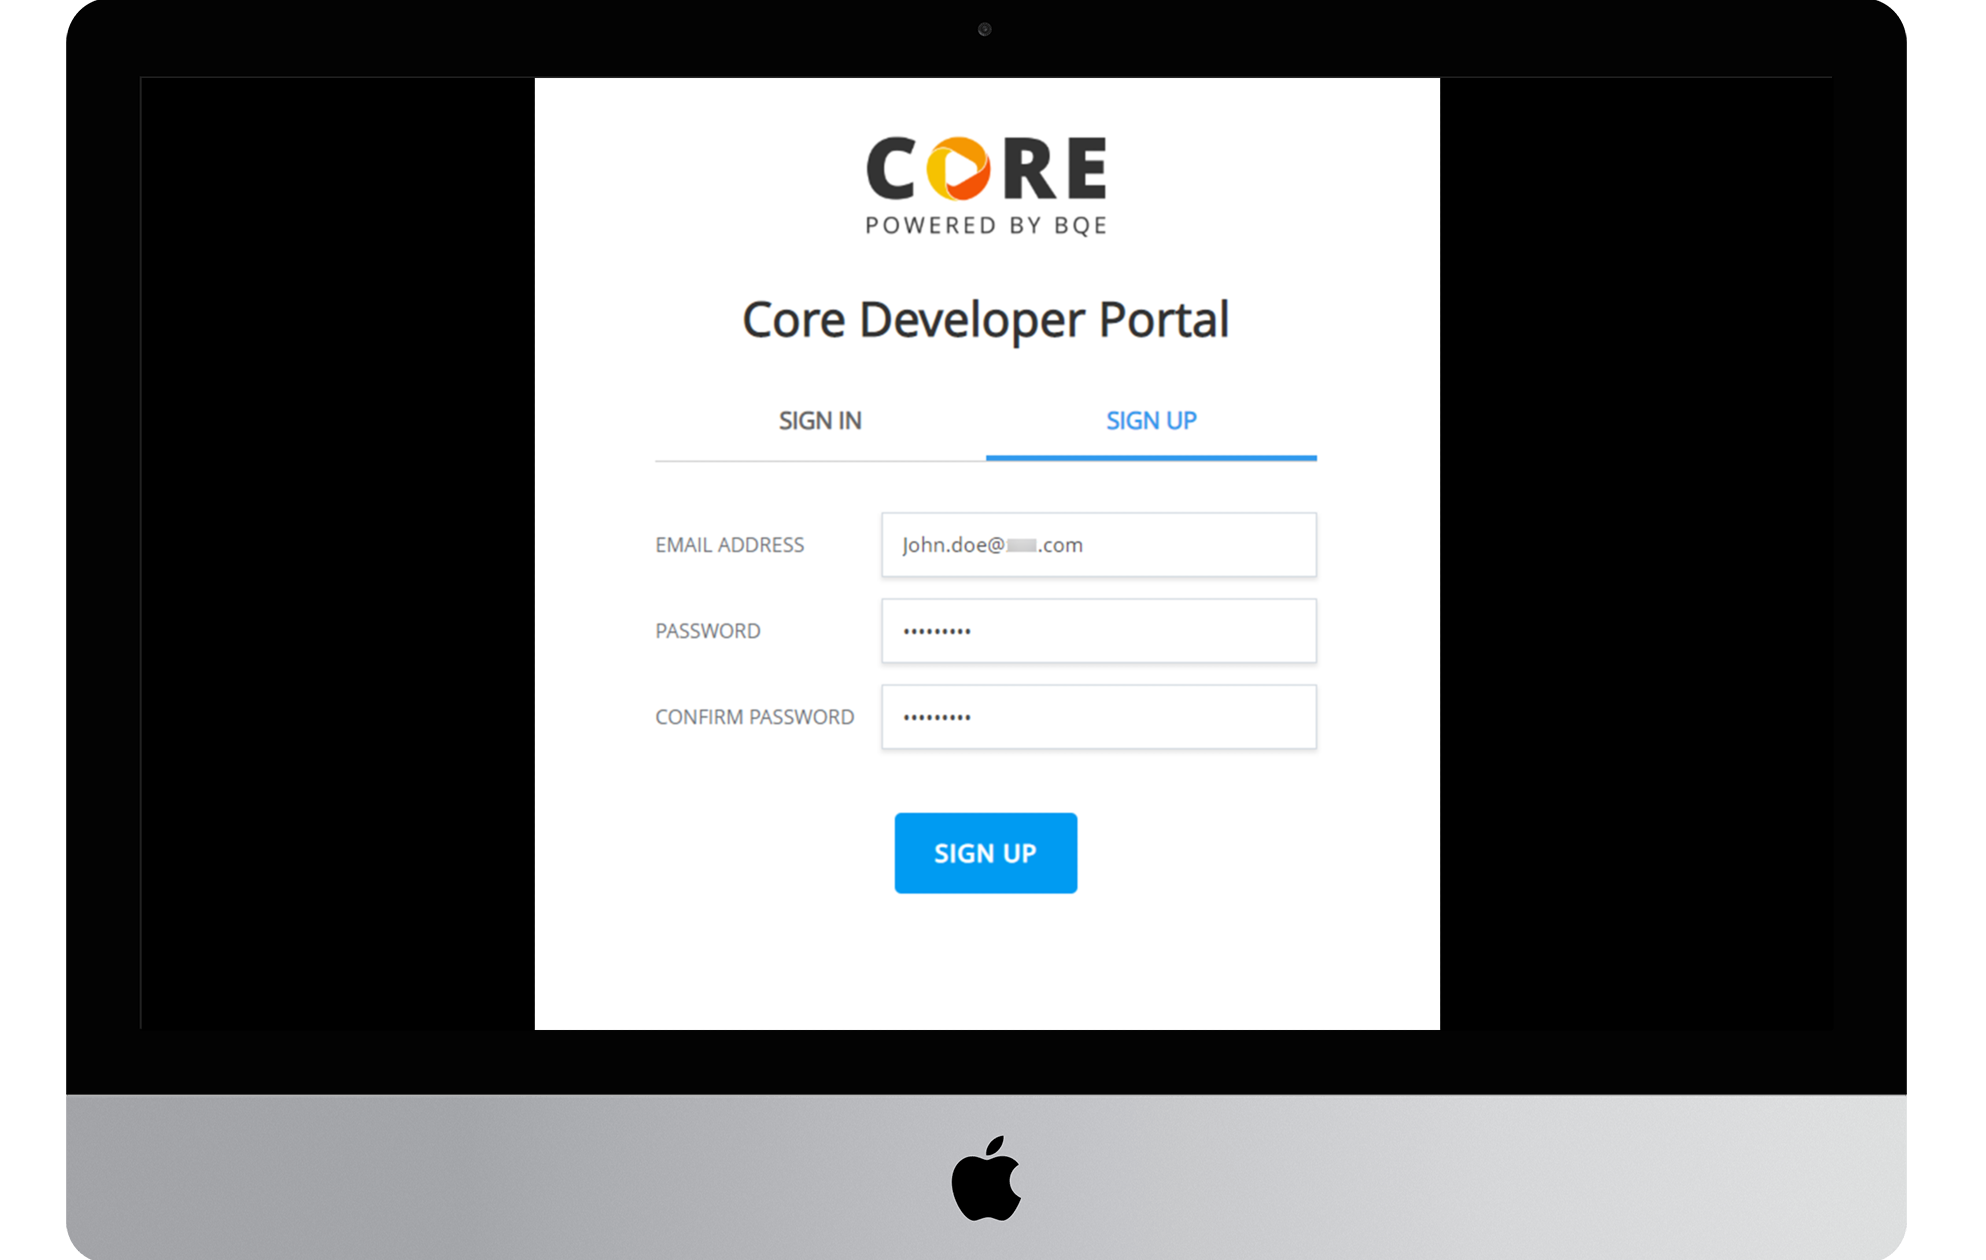 CORE
POWERED BY BQE
Core Developer Portal
SIGN IN
SIGN UP
EMAIL ADDRESS
John.doe@ .com
PASSWORD
•••••••••
CONFIRM PASSWORD
•••••••••
SIGN UP